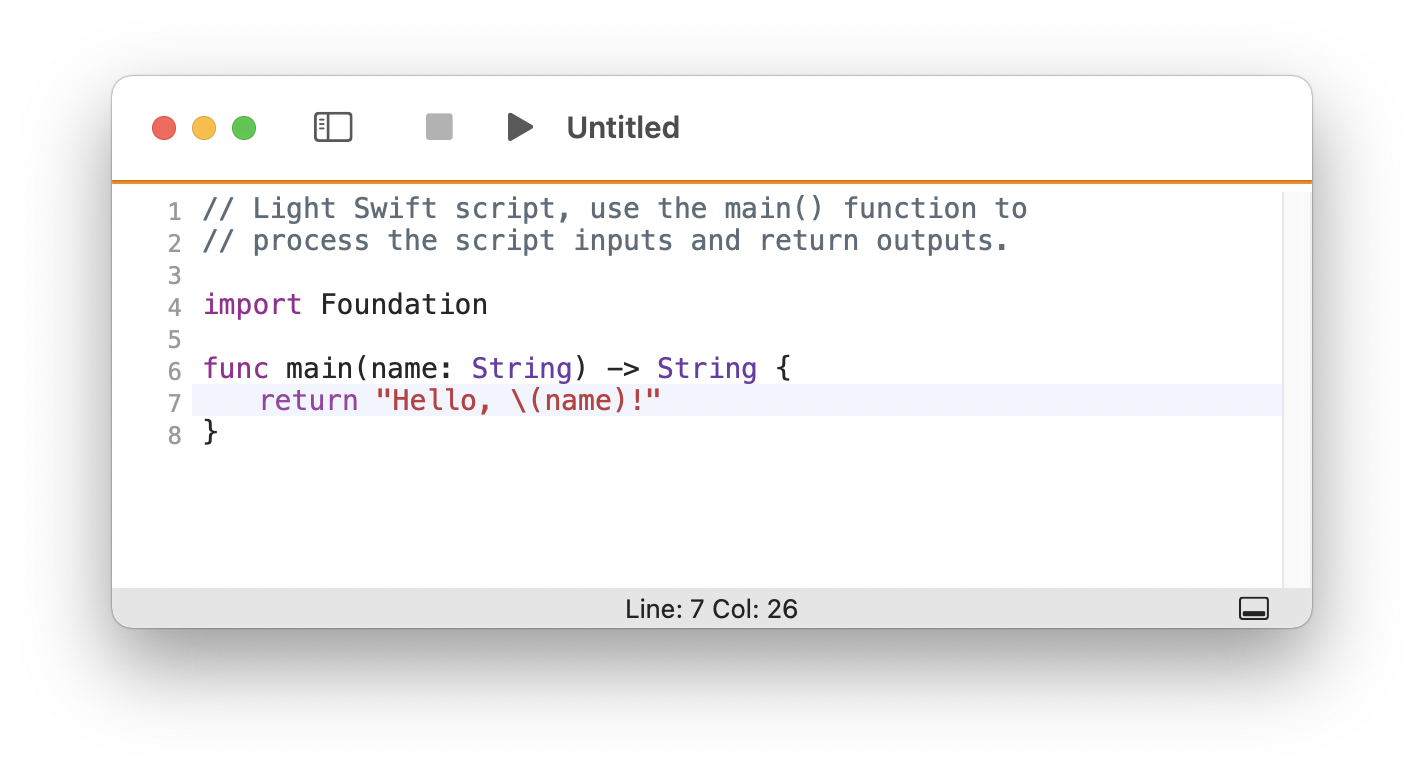 Untitled
1 // Light Swift script, use the main() function to
2 // process the script inputs and return outputs.
3
4 import Foundation
5
6 func main(name: String) -> String {
7    return "Hello, \(name)!"
8 }
Line: 7 Col: 26